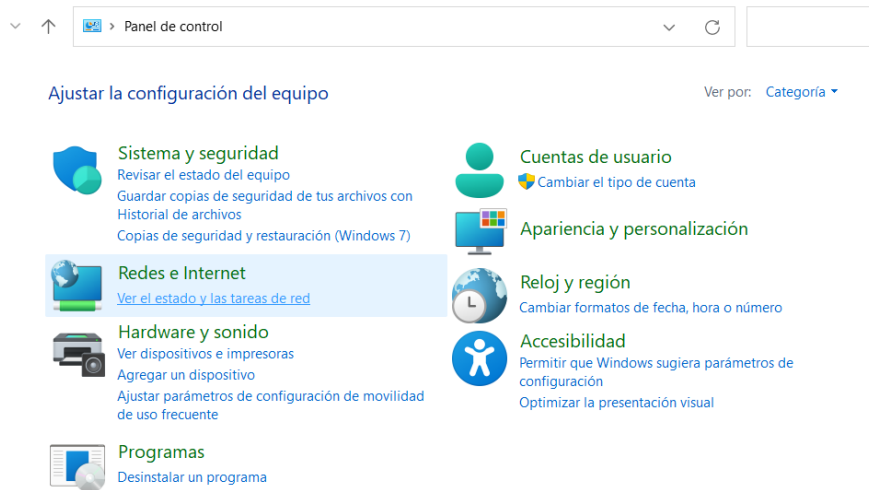 Panel de control
Ajustar la configuración del equipo
Ver por: Categoría
Sistema y seguridad
Revisar el estado del equipo
Guardar copias de seguridad de tus archivos con
Historial de archivos
Copias de seguridad y restauración (Windows 7)
Redes e Internet
Ver el estado y las tareas de red
Hardware y sonido
Ver dispositivos e impresoras
Agregar un dispositivo
Ajustar parámetros de configuración de movilidad
de uso frecuente
Programas
Desinstalar un programa
Cuentas de usuario
Cambiar el tipo de cuenta
Apariencia y personalización
Reloj y región
Cambiar formatos de fecha, hora o número
Accesibilidad
Permitir que Windows sugiera parámetros de
configuración
Optimizar la presentación visual